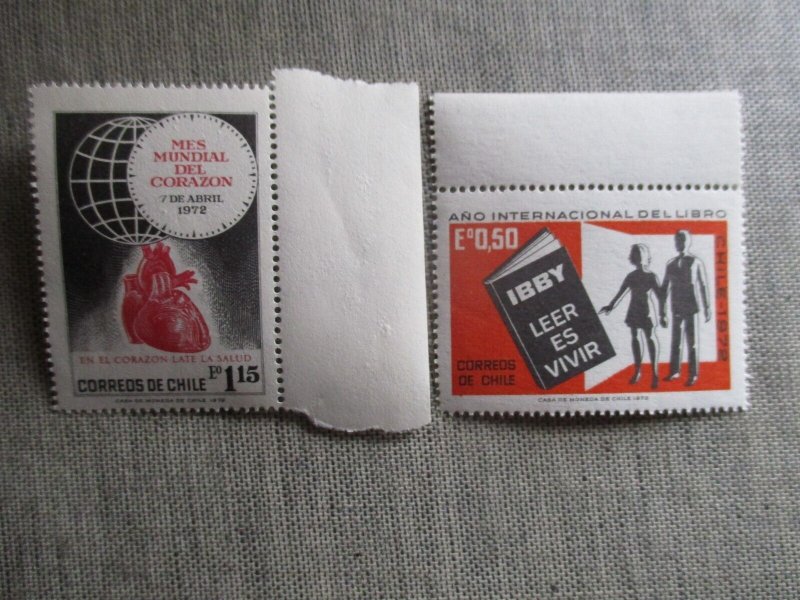 MES
MUNDIAL
DEL
CORAZON
7 DE ABRIL
1972
EN EL CORAZON LATE LA SALUD
CORREOS DE CHILE Eº 1 15
CASA DE MONEDA DE CHILE 1972
AÑO INTERNACIONAL DEL LIBRO
Eº0,50
IBBY
LEER
ES
VIVIR
CHILE-1972
CORREOS
DE CHILE
CASA DE MONEDA DE CHILE 1972